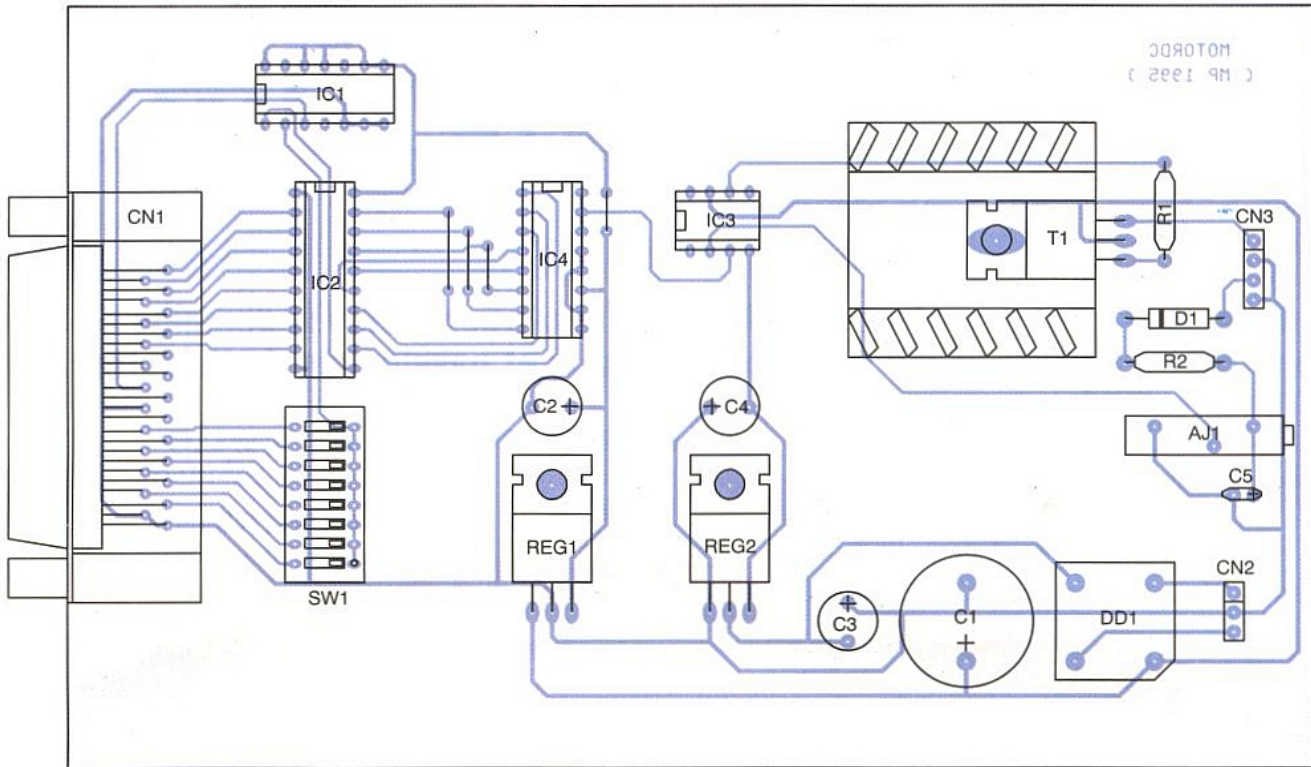 MOTORDC
( MP 1995 )
IC1
CN1
IC2
IC4
IC3
T1
R1
CN3
D1
R2
C2 +
+ C4
AJ1
C5
+
REG1
REG2
SW1
CN2
+
C3
C1
+
DD1